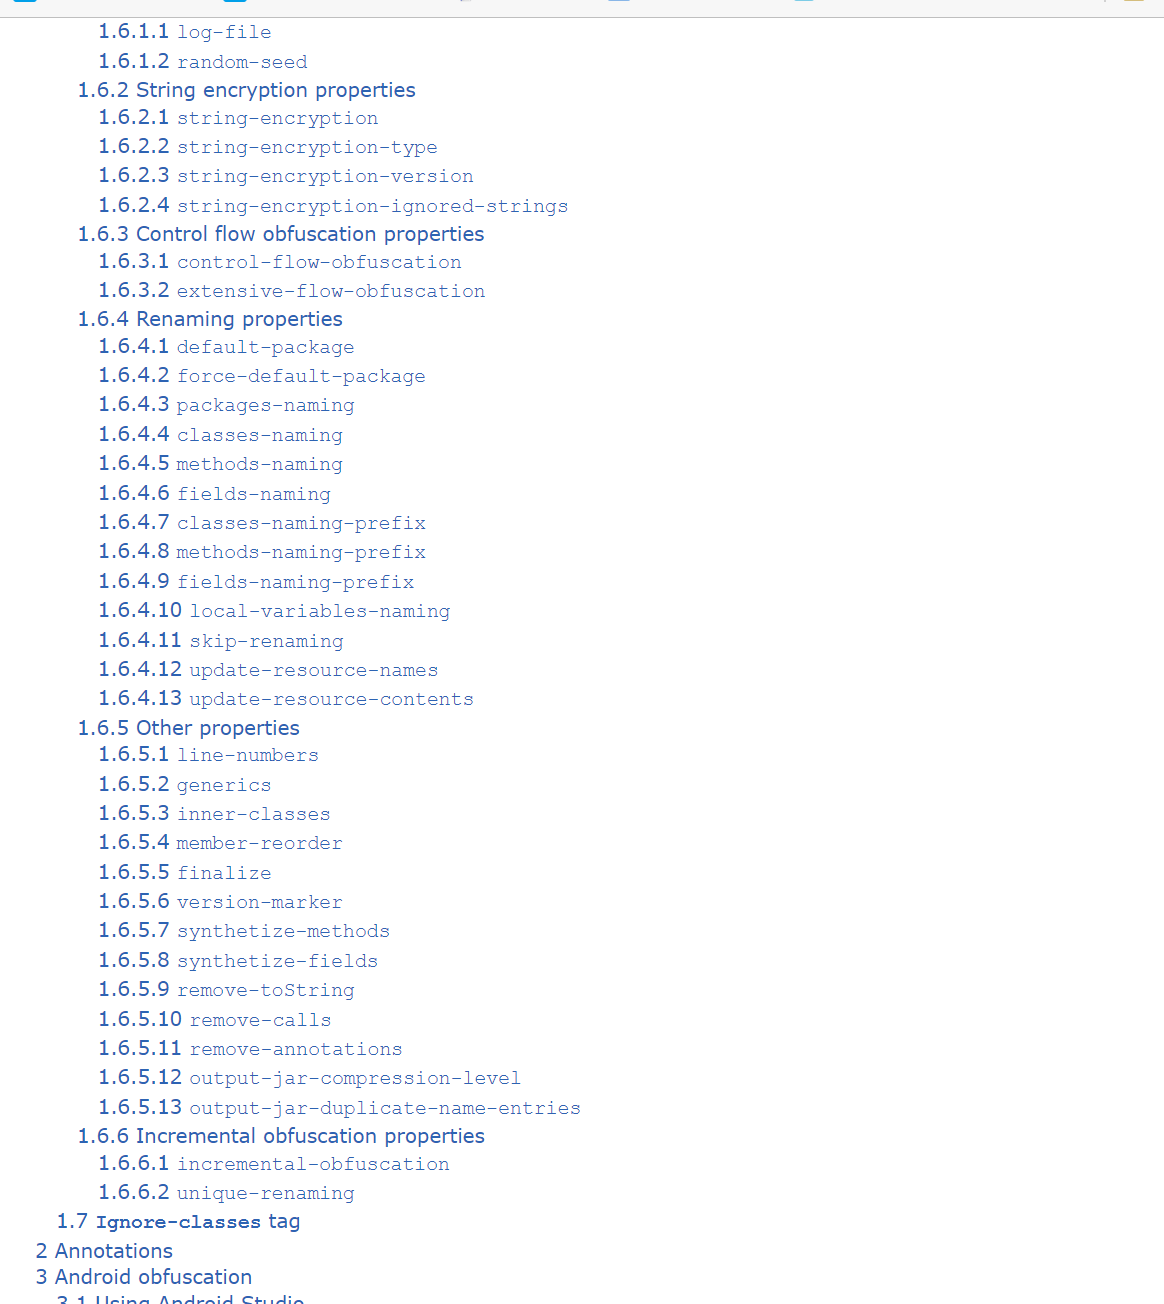 1.6.1.1 log-file
1.6.1.2 random-seed
1.6.2 String encryption properties
1.6.2.1 string-encryption
1.6.2.2 string-encryption-type
1.6.2.3 string-encryption-version
1.6.2.4 string-encryption-ignored-strings
1.6.3 Control flow obfuscation properties
1.6.3.1 control-flow-obfuscation
1.6.3.2 extensive-flow-obfuscation
1.6.4 Renaming properties
1.6.4.1 default-package
1.6.4.2 force-default-package
1.6.4.3 packages-naming
1.6.4.4 classes-naming
1.6.4.5 methods-naming
1.6.4.6 fields-naming
1.6.4.7 classes-naming-prefix
1.6.4.8 methods-naming-prefix
1.6.4.9 fields-naming-prefix
1.6.4.10 local-variables-naming
1.6.4.11 skip-renaming
1.6.4.12 update-resource-names
1.6.4.13 update-resource-contents
1.6.5 Other properties
1.6.5.1 line-numbers
1.6.5.2 generics
1.6.5.3 inner-classes
1.6.5.4 member-reorder
1.6.5.5 finalize
1.6.5.6 version-marker
1.6.5.7 synthetize-methods
1.6.5.8 synthetize-fields
1.6.5.9 remove-toString
1.6.5.10 remove-calls
1.6.5.11 remove-annotations
1.6.5.12 output-jar-compression-level
1.6.5.13 output-jar-duplicate-name-entries
1.6.6 Incremental obfuscation properties
1.6.6.1 incremental-obfuscation
1.6.6.2 unique-renaming
1.7 Ignore-classes tag
2 Annotations
3 Android obfuscation
3.1 Using Android Studio